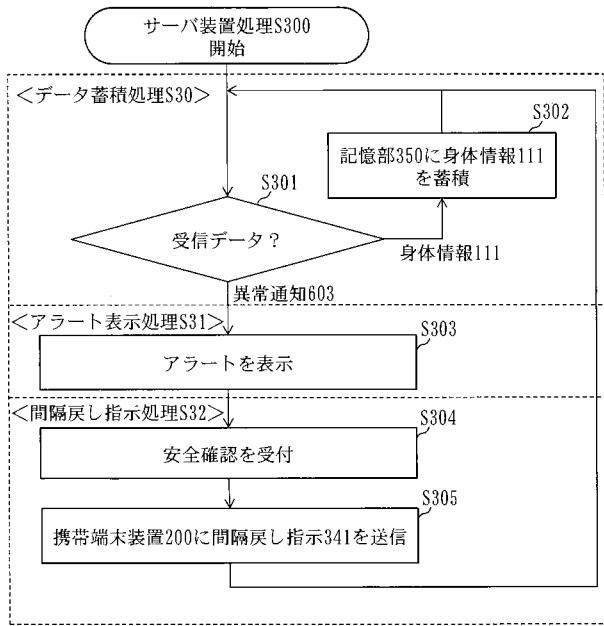 サーバ装置処理S300
開始
＜データ蓄積処理S30＞
S302
記憶部350に身体情報111
を蓄積
S301
受信データ？
身体情報111
異常通知603
＜アラート表示処理S31＞
S303
アラートを表示
＜間隔戻し指示処理S32＞
S304
安全確認を受付
S305
携帯端末装置200に間隔戻し指示341を送信